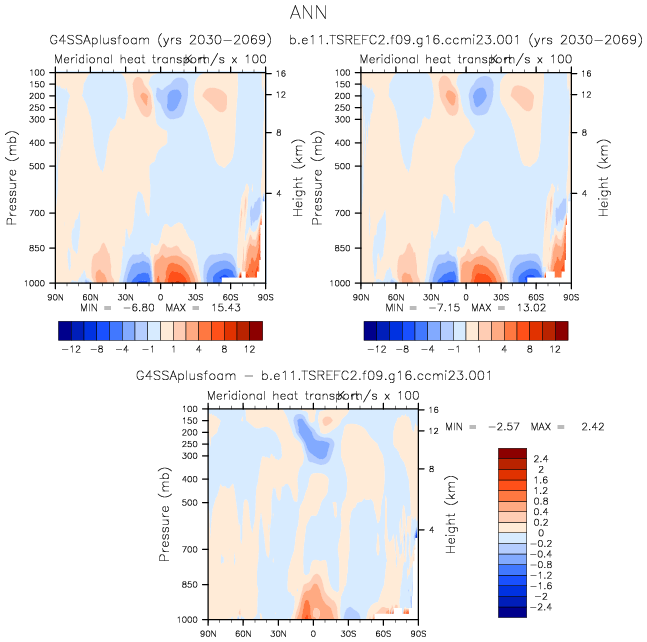 ANN
G4SSAplusfoam (yrs 2030-2069)
b.e11.TSREFC2.f09.g16.ccmi23.001 (yrs 2030-2069)
Meridional heat transport K m/s x 100
Meridional heat transport K m/s x 100
Pressure (mb)
100
150
200
250
300
400
500
700
850
1000
16
12
8
4
Height (km)
90N 60N 30N 0 30S 60S 90S
MIN = -6.80 MAX = 15.43
-12 -8 -4 -1 1 4 8 12
Pressure (mb)
100
150
200
250
300
400
500
700
850
1000
16
12
8
4
Height (km)
90N 60N 30N 0 30S 60S 90S
MIN = -7.15 MAX = 13.02
-12 -8 -4 -1 1 4 8 12
G4SSAplusfoam - b.e11.TSREFC2.f09.g16.ccmi23.001
Meridional heat transport K m/s x 100
Pressure (mb)
100
150
200
250
300
400
500
700
850
1000
16
12
8
4
Height (km)
90N 60N 30N 0 30S 60S 90S
MIN = -2.57 MAX = 2.42
2.4
2
1.6
1.2
0.8
0.4
0.2
0
-0.2
-0.4
-0.8
-1.2
-1.6
-2
-2.4